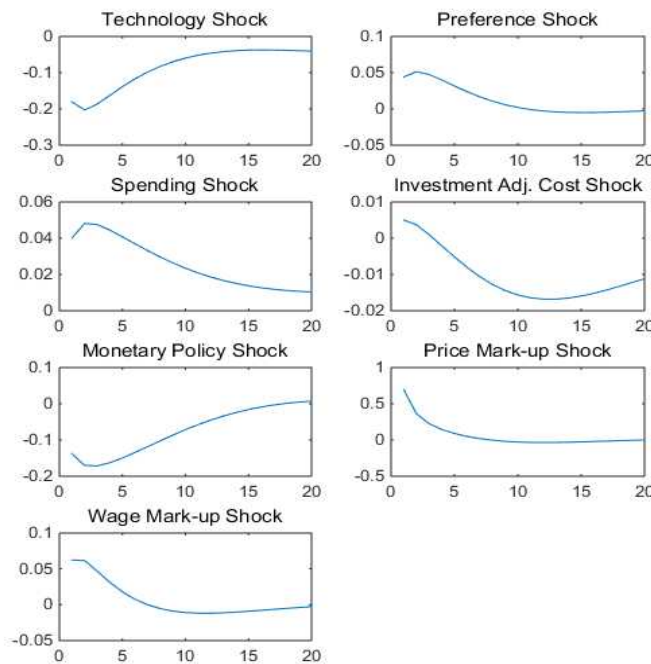 Technology Shock
0
-0.1
-0.2
-0.3
0 5 10 15 20
Preference Shock
0.1
0.05
0
-0.05
0 5 10 15 20
Spending Shock
0.06
0.04
0.02
0
0 5 10 15 20
Investment Adj. Cost Shock
0.01
0
-0.01
-0.02
0 5 10 15 20
Monetary Policy Shock
0.1
0
-0.1
-0.2
0 5 10 15 20
Price Mark-up Shock
1
0.5
0
-0.5
0 5 10 15 20
Wage Mark-up Shock
0.1
0.05
0
-0.05
0 5 10 15 20